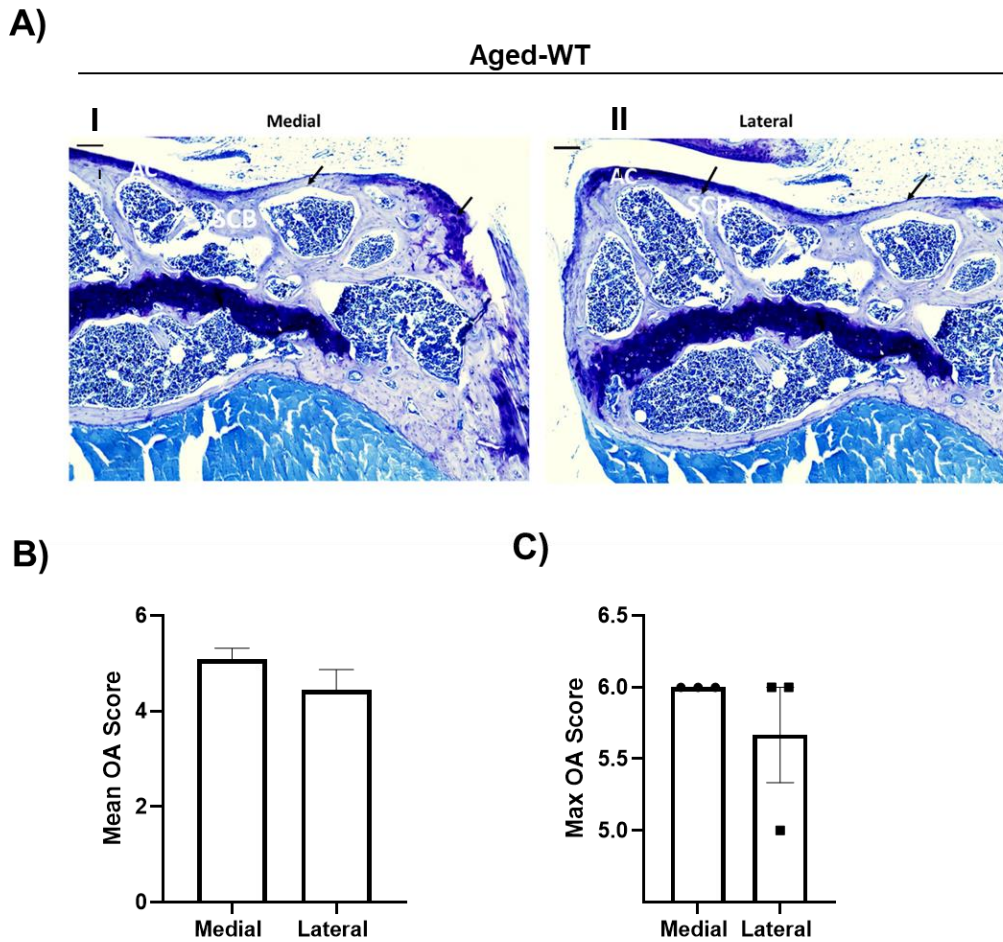 A)
Aged-WT
I Medial
II Lateral
AC
SCB
AC
SCB
B)
Mean OA Score
6
4
2
0
Medial Lateral
C)
Max OA Score
6.5
6.0
5.5
5.0
Medial Lateral